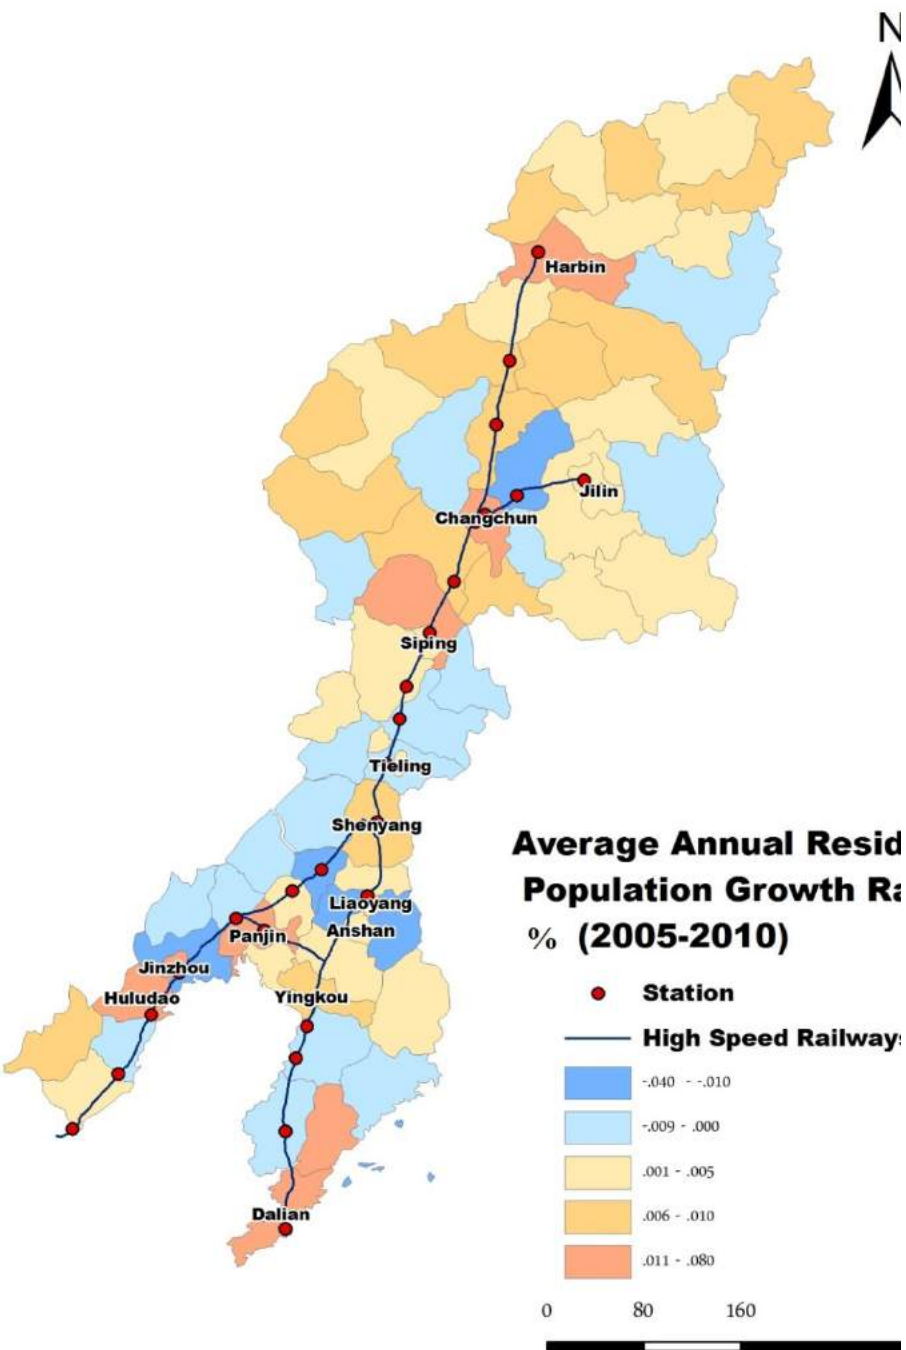 N
Harbin
Jilin
Changchun
Siping
Tieling
Shenyang
Liaoyang
Anshan
Panjin
Jinzhou
Huludao
Yingkou
Dalian
Average Annual Resid
Population Growth Ra
% (2005-2010)
Station
High Speed Railways
-.040 - -.010
-.009 - .000
.001 - .005
.006 - .010
.011 - .080
0 80 160